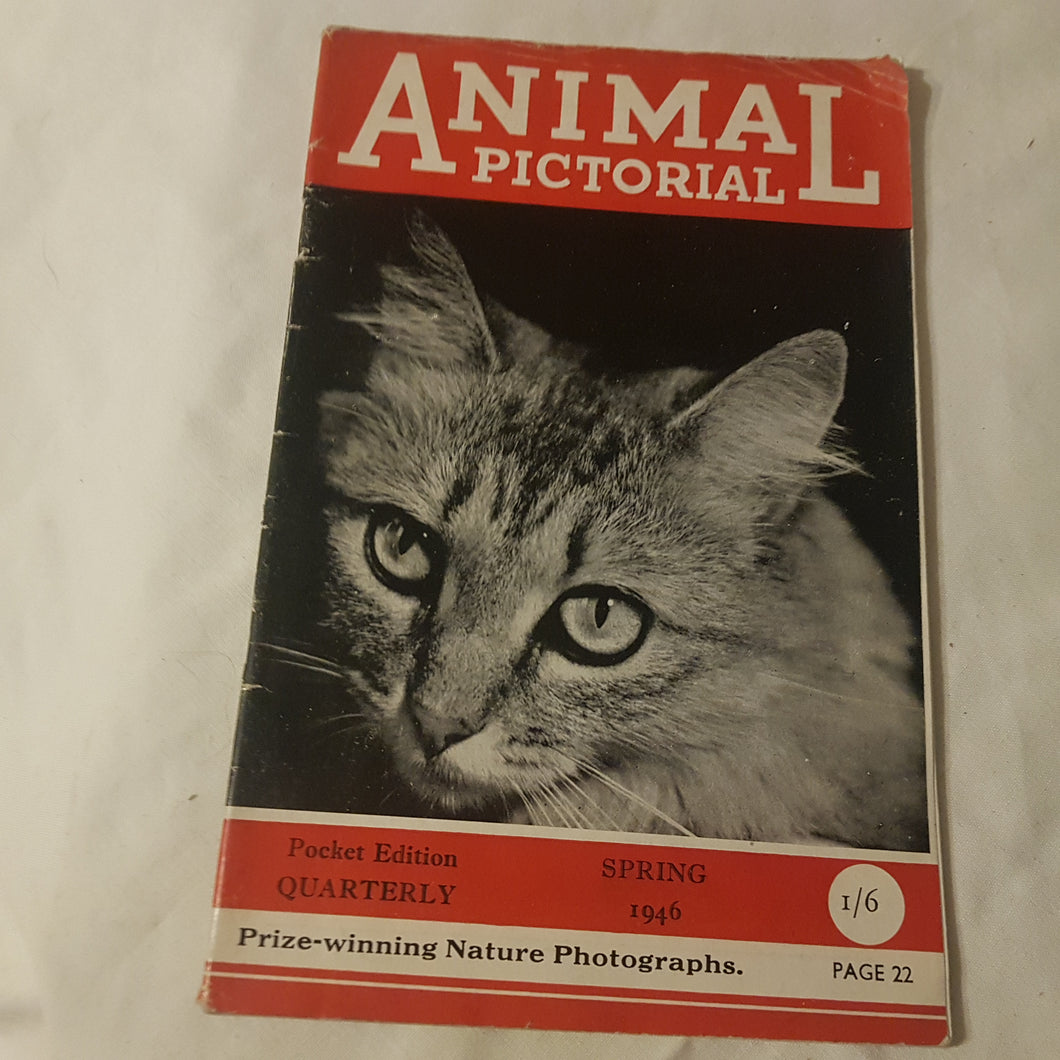 ANIMAL
PICTORIAL
Pocket Edition
QUARTERLY
SPRING
1946
1/6
Prize-winning Nature Photographs.
PAGE 22